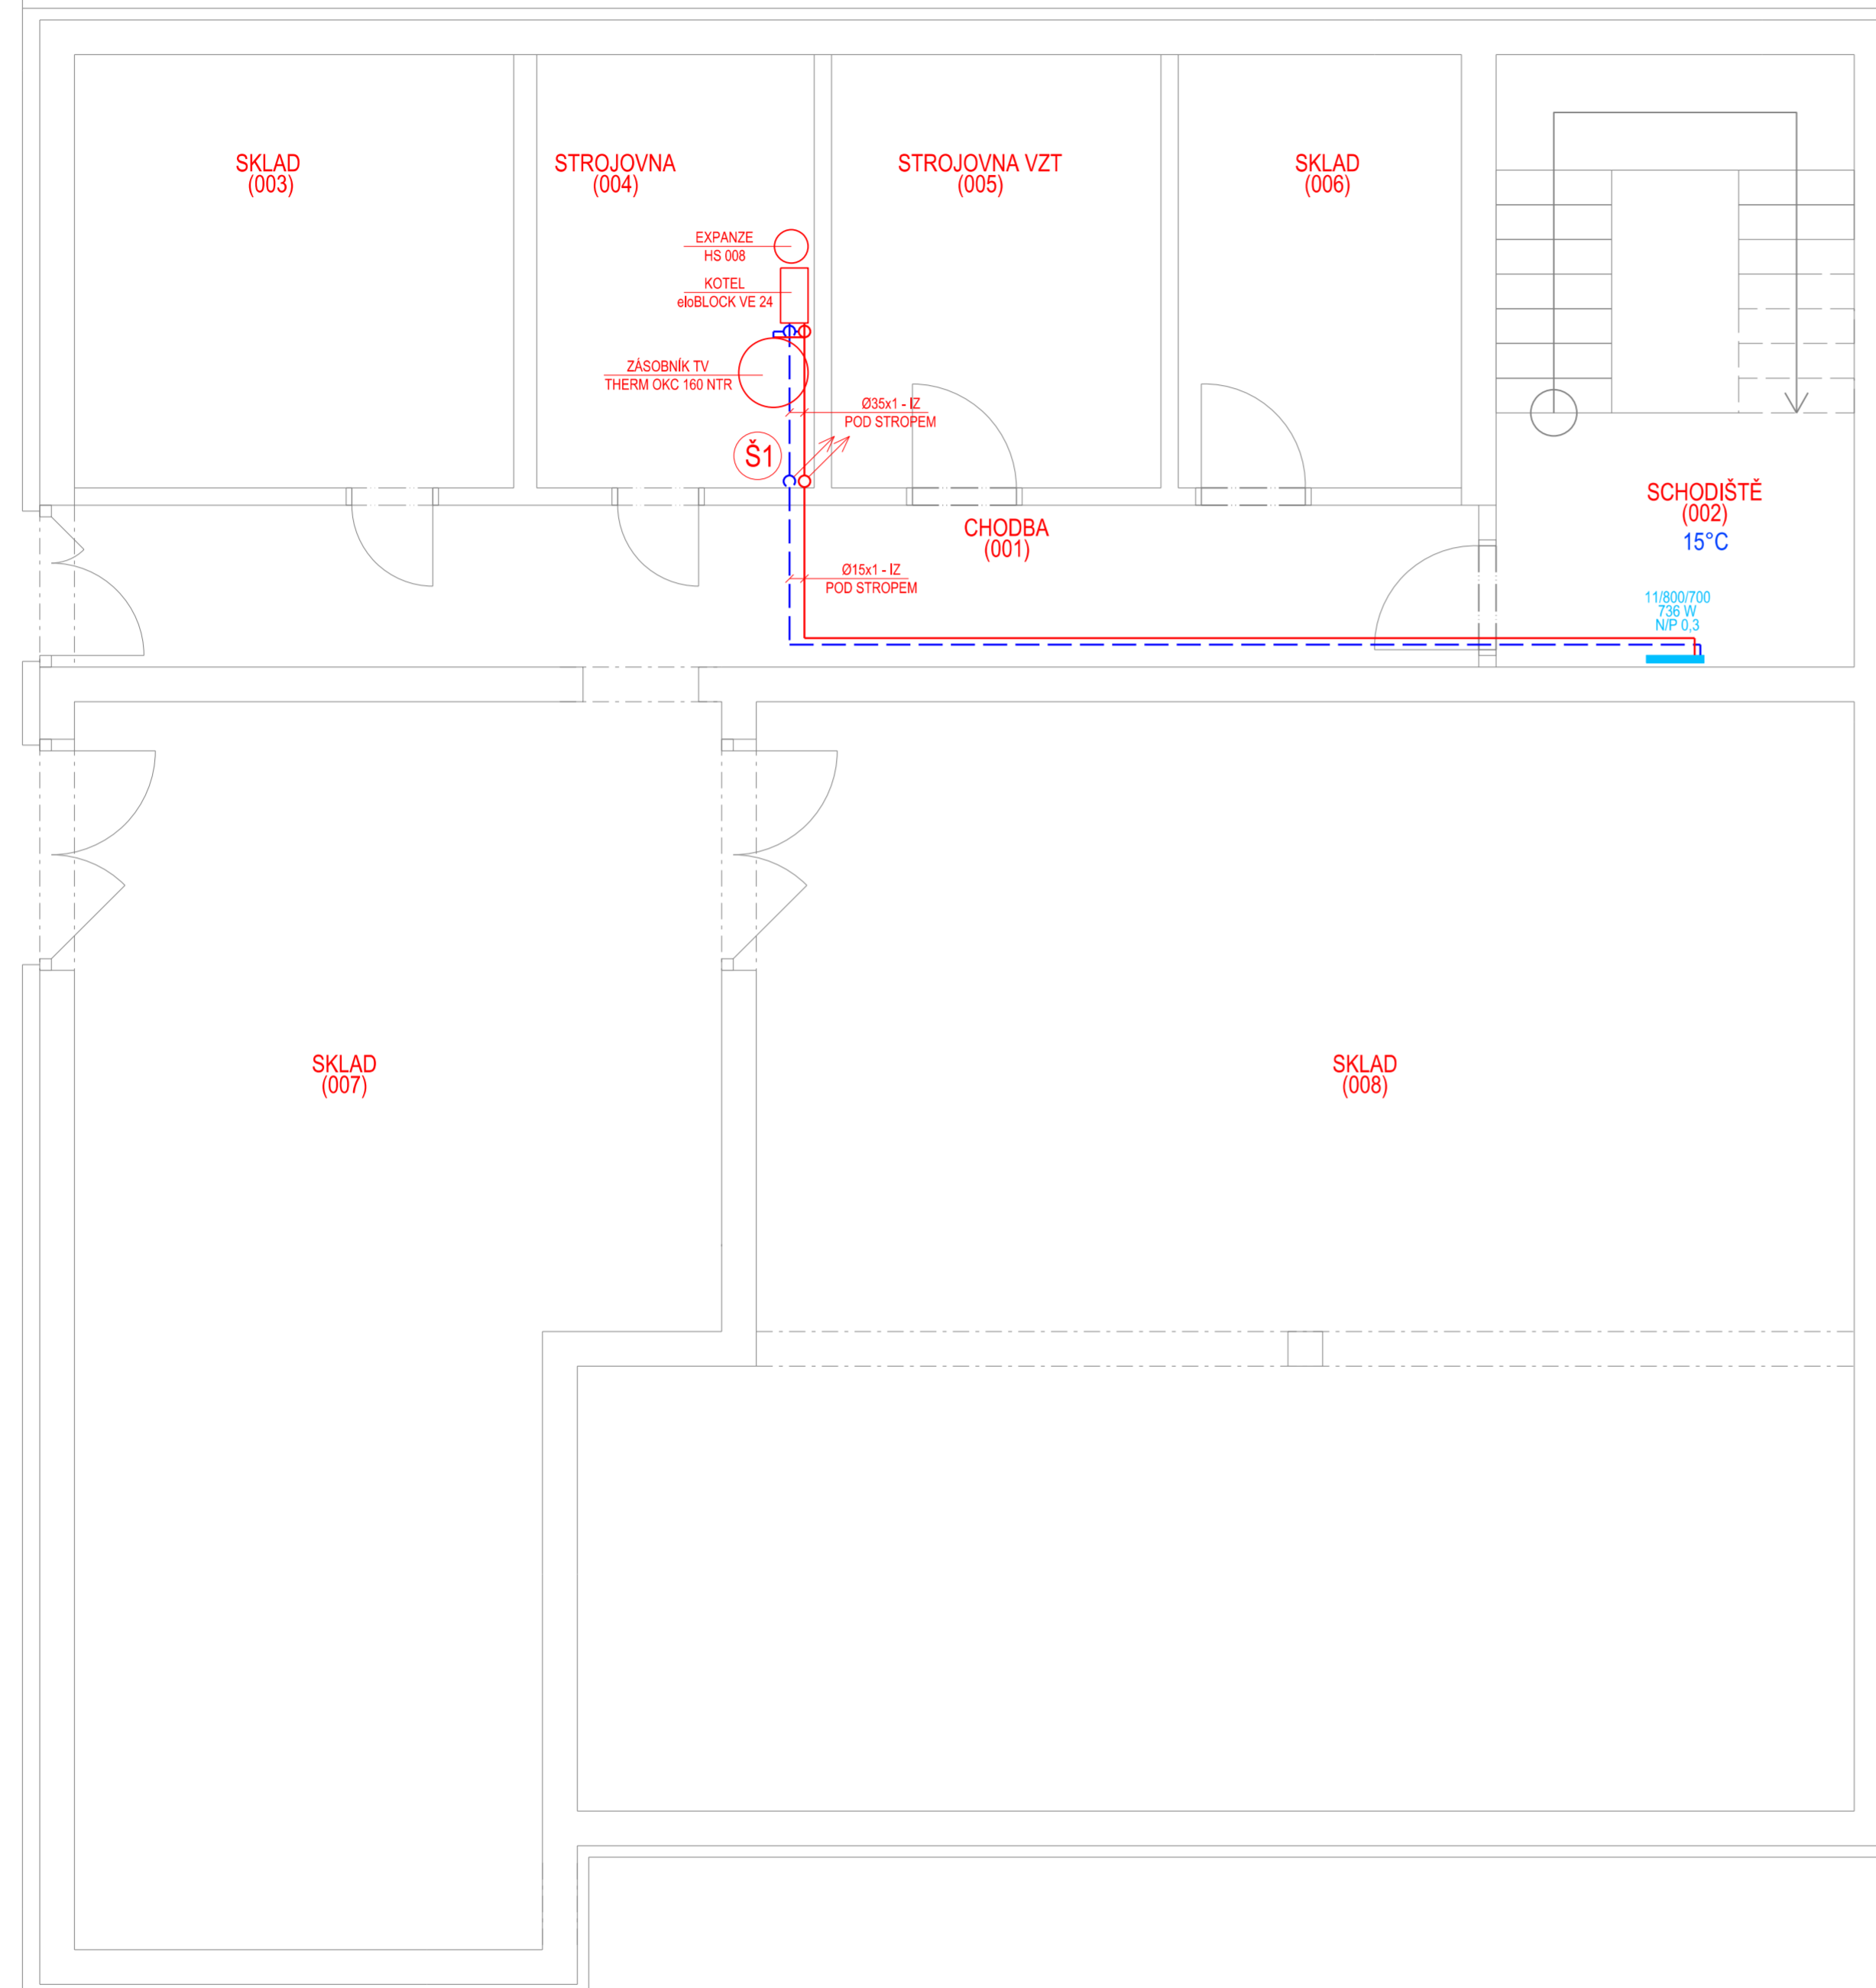 SKLAD
(003)
STROJOVNA
(004)
STROJOVNA VZT
(005)
SKLAD
(006)
EXPANZE
HS 008
KOTEL
eloBLOCK VE 24
ZÁSOBNÍK TV
THERM OKC 160 NTR
Ø35x1 - IZ
POD STROPEM
Š1
SCHODIŠTĚ
(002)
15°C
CHODBA
(001)
Ø15x1 - IZ
POD STROPEM
11/800/700
736 W
N/P 0,3
SKLAD
(007)
SKLAD
(008)